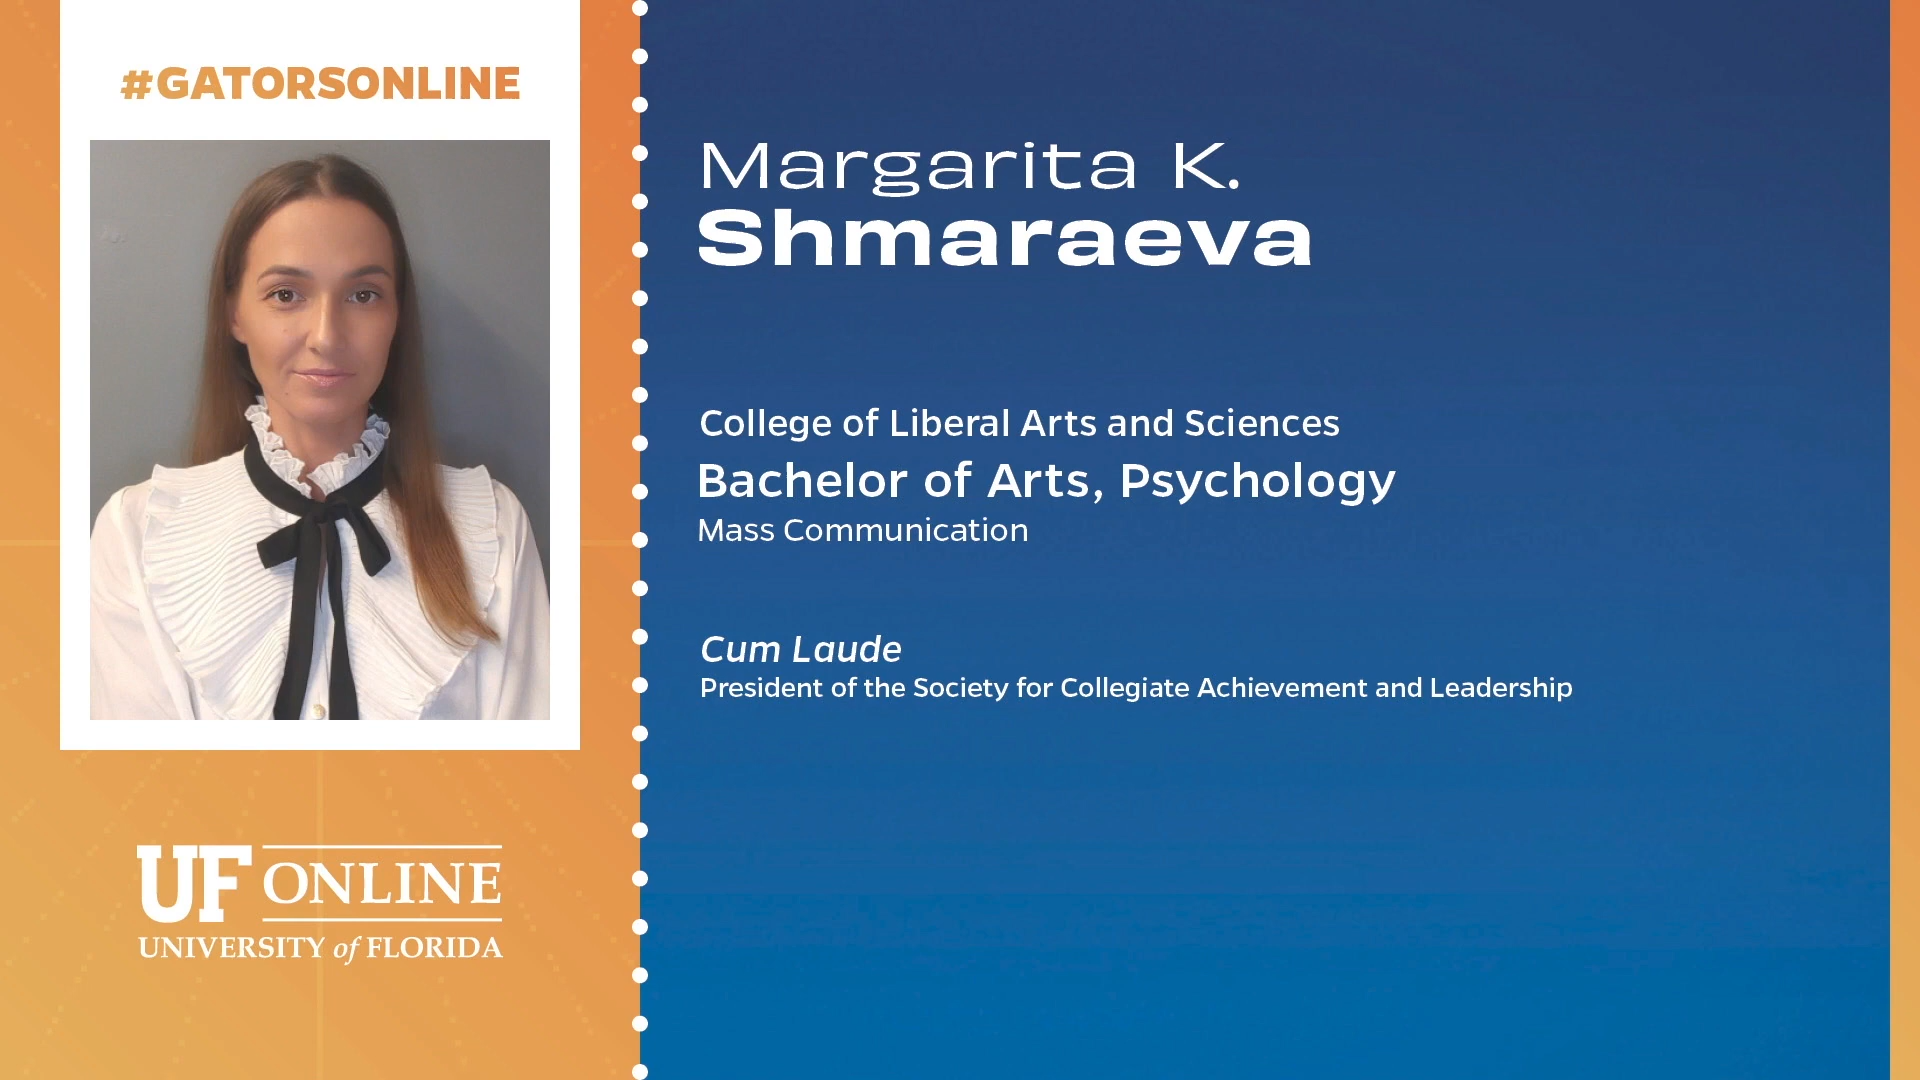 #GATORSONLINE
Margarita K.
Shmaraeva
College of Liberal Arts and Sciences
Bachelor of Arts, Psychology
Mass Communication
Cum Laude
President of the Society for Collegiate Achievement and Leadership
UF ONLINE
UNIVERSITY of FLORIDA